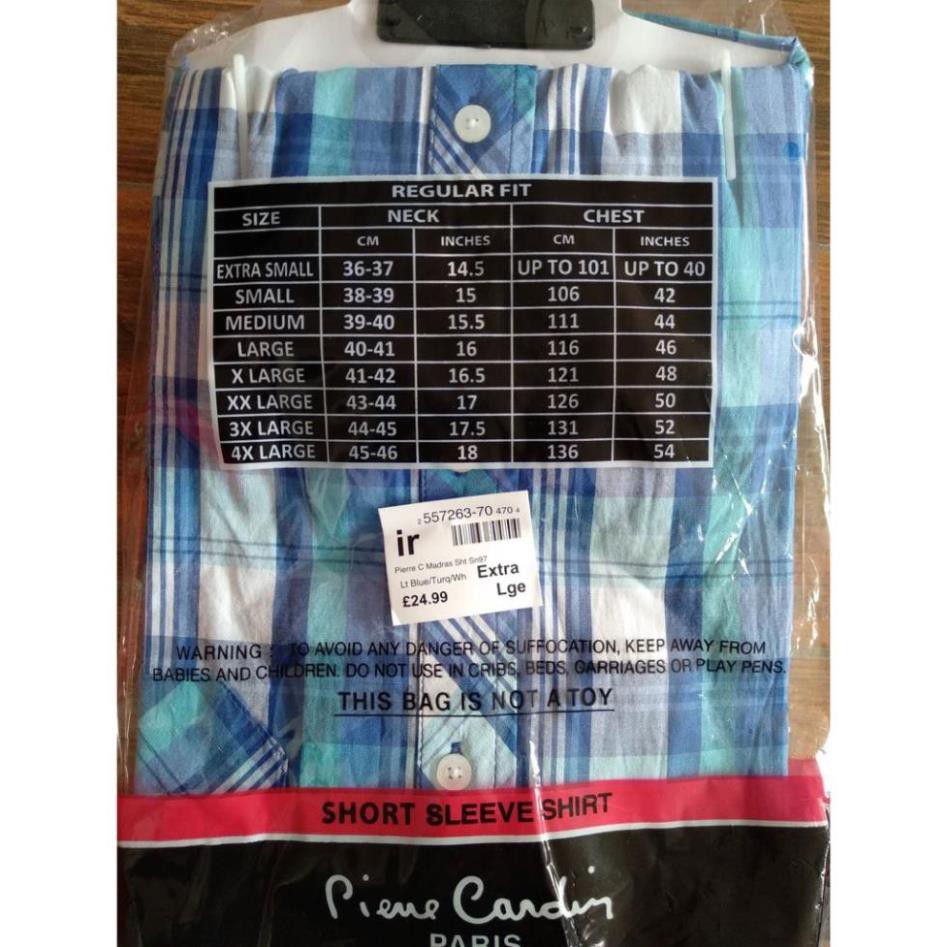 REGULAR FIT
SIZE NECK CHEST
CM INCHES CM INCHES
EXTRA SMALL 36-37 14.5 UP TO 101 UP TO 40
SMALL 38-39 15 106 42
MEDIUM 39-40 15.5 111 44
LARGE 40-41 16 116 46
X LARGE 41-42 16.5 121 48
XX LARGE 43-44 17 126 50
3X LARGE 44-45 17.5 131 52
4X LARGE 45-46 18 136 54
2 557263-70 470 4
ir
Pierre C Madras Sht Sn97
Lt Blue/Turq/Wh Extra
£24.99 Lge
WARNING : TO AVOID ANY DANGER OF SUFFOCATION, KEEP AWAY FROM
BABIES AND CHILDREN. DO NOT USE IN CRIBS, BEDS, CARRIAGES OR PLAY PENS.
THIS BAG IS NOT A TOY
SHORT SLEEVE SHIRT
Pierre Cardin
PARIS